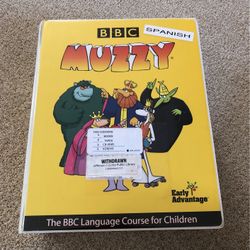 BBC
SPANISH
MUZZY
WITHDRAWN
Early
Advantage
The BBC Language Course for Children